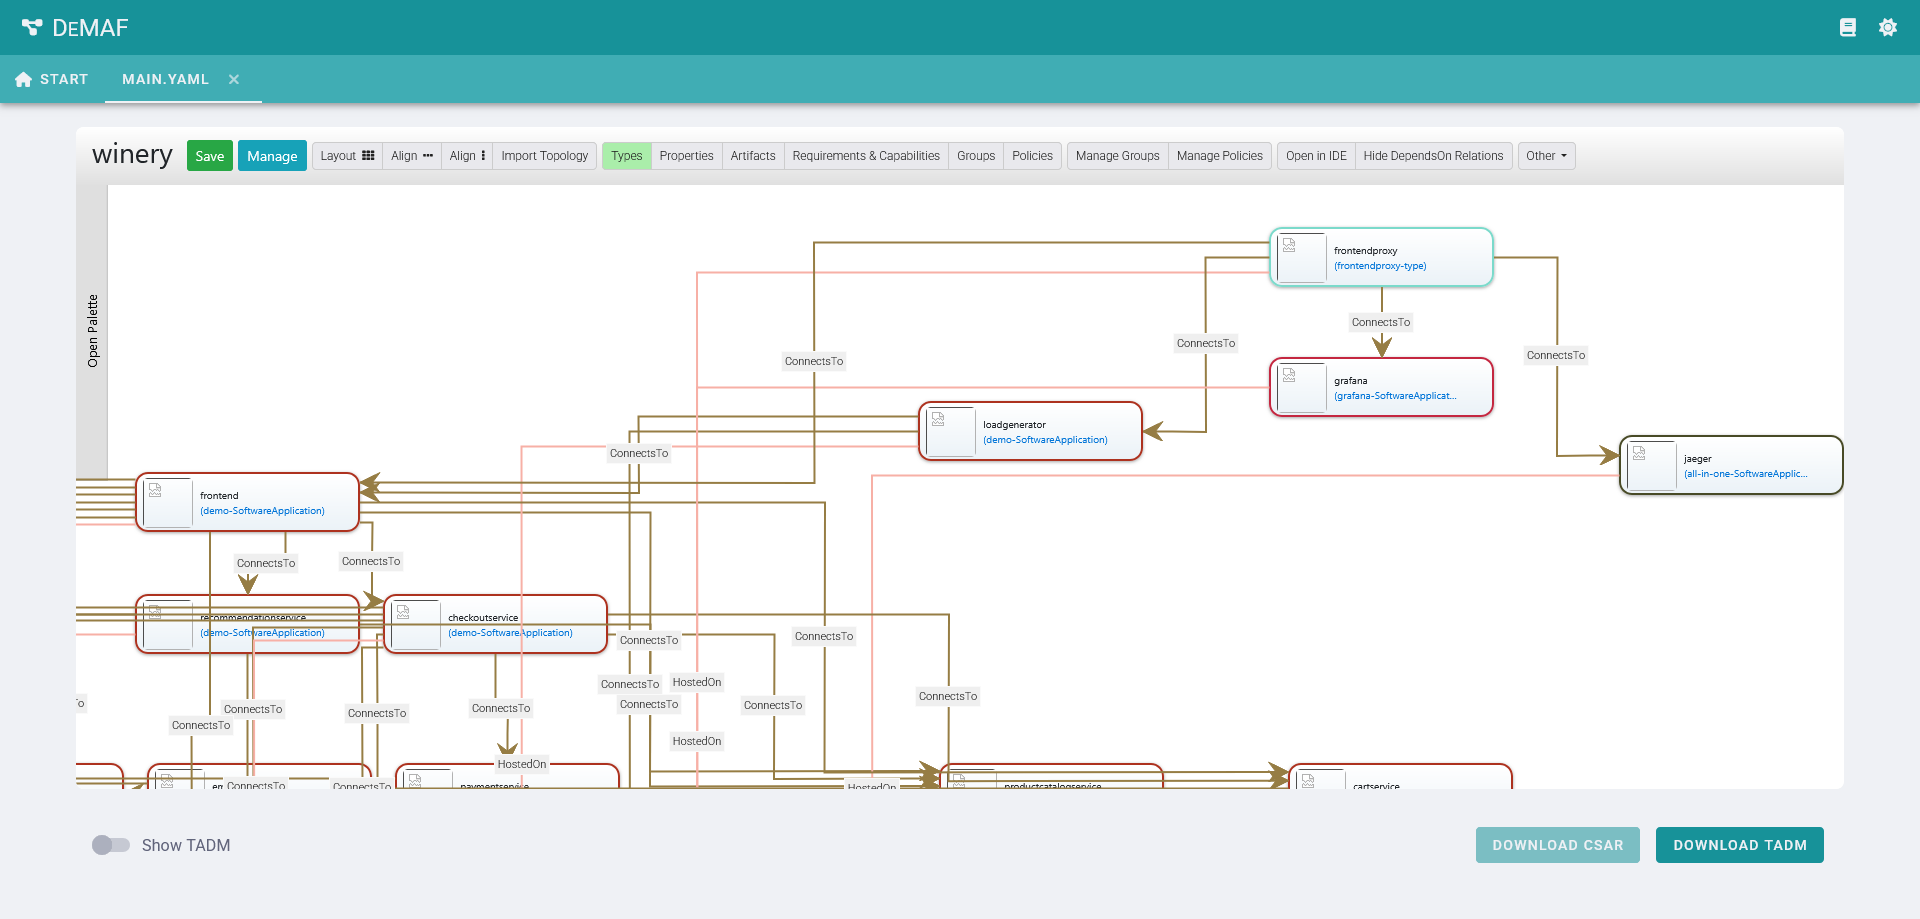 DeMAF
START
MAIN.YAML
winery
Save
Manage
Layout
Align
Align
Import Topology
Types
Properties
Artifacts
Requirements & Capabilities
Groups
Policies
Manage Groups
Manage Policies
Open in IDE
Hide DependsOn Relations
Other
Open Palette
frontendproxy
(frontendproxy-type)
ConnectsTo
ConnectsTo
ConnectsTo
ConnectsTo
grafana
(grafana-SoftwareApplicat...
loadgenerator
(demo-SoftwareApplication)
ConnectsTo
jaeger
(all-in-one-SoftwareApplic...
frontend
(demo-SoftwareApplication)
ConnectsTo
ConnectsTo
recommendationservice
(demo-SoftwareApplication)
checkoutservice
(demo-SoftwareApplication)
ConnectsTo
ConnectsTo
ConnectsTo
HostedOn
ConnectsTo
ConnectsTo
ConnectsTo
ConnectsTo
ConnectsTo
ConnectsTo
ConnectsTo
To
ConnectsTo
HostedOn
HostedOn
ConnectsTo
ConnectsTo
paymentservice
HostedOn
productcatalogservice
cartservice
Show TADM
DOWNLOAD CSAR
DOWNLOAD TADM